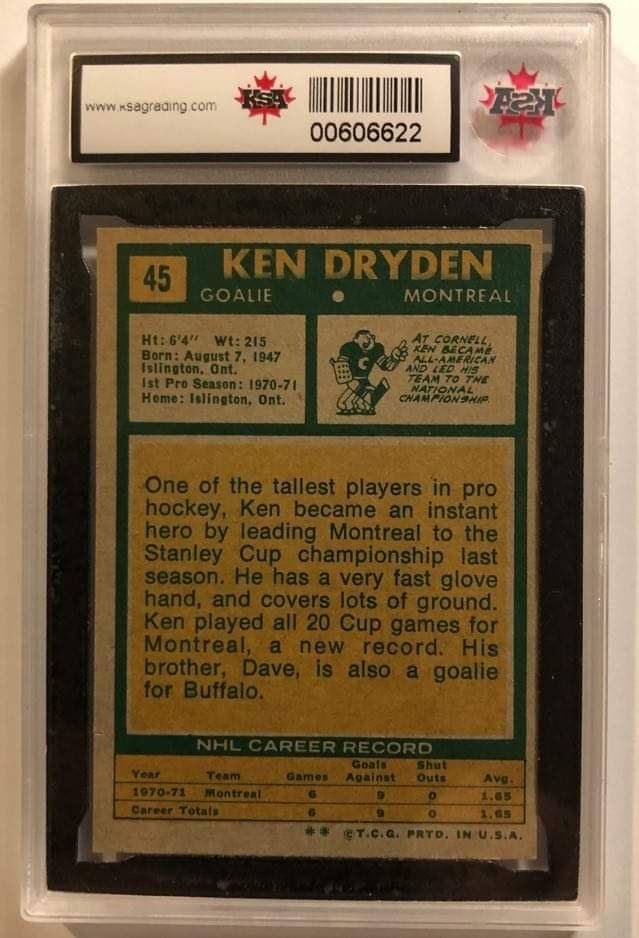 www.ksagrading.com
KSA
00606622
KSA
45
KEN DRYDEN
GOALIE • MONTREAL
Ht: 6'4" Wt: 215
Born: August 7, 1947
Islington, Ont.
1st Pro Season: 1970-71
Home: Islington, Ont.
AT CORNELL,
KEN BECAME
ALL-AMERICAN
AND LED HIS
TEAM TO THE
NATIONAL
CHAMPIONSHIP.
C
One of the tallest players in pro
hockey, Ken became an instant
hero by leading Montreal to the
Stanley Cup championship last
season. He has a very fast glove
hand, and covers lots of ground.
Ken played all 20 Cup games for
Montreal, a new record. His
brother, Dave, is also a goalie
for Buffalo.
NHL CAREER RECORD
Year Team Games Goals Against Shut Outs Avg.
1970-71 Montreal 6 9 0 1.65
Career Totals 6 9 0 1.65
** ©T.C.G. PRTD. IN U.S.A.